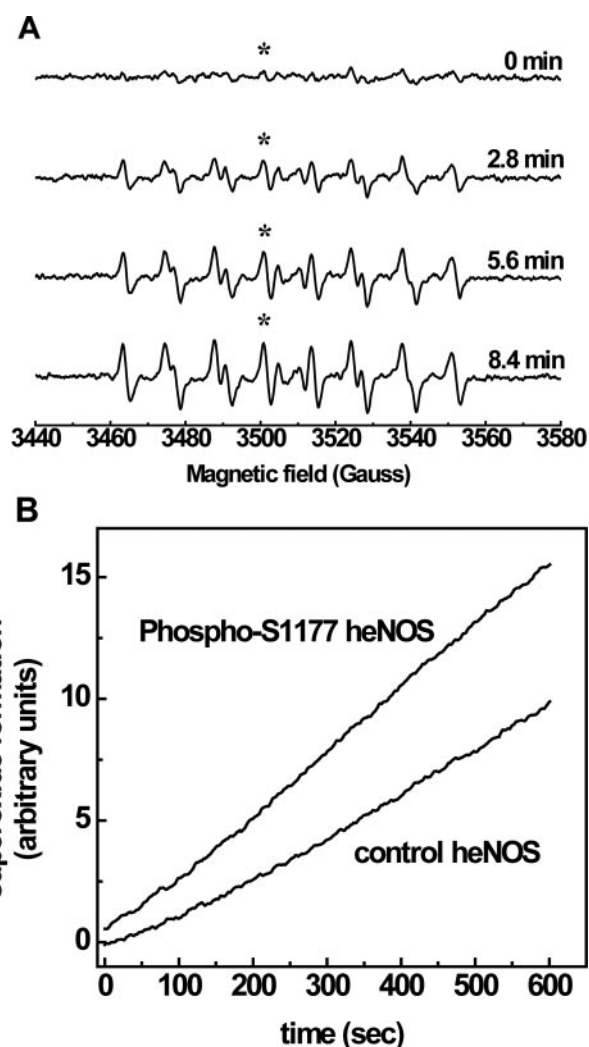 A
*
0 min
*
2.8 min
*
5.6 min
*
8.4 min
3440 3460 3480 3500 3520 3540 3560 3580
Magnetic field (Gauss)
B
15
Phospho-S1177 heNOS
10
(arbitrary units)
5
control heNOS
0
0 100 200 300 400 500 600
time (sec)